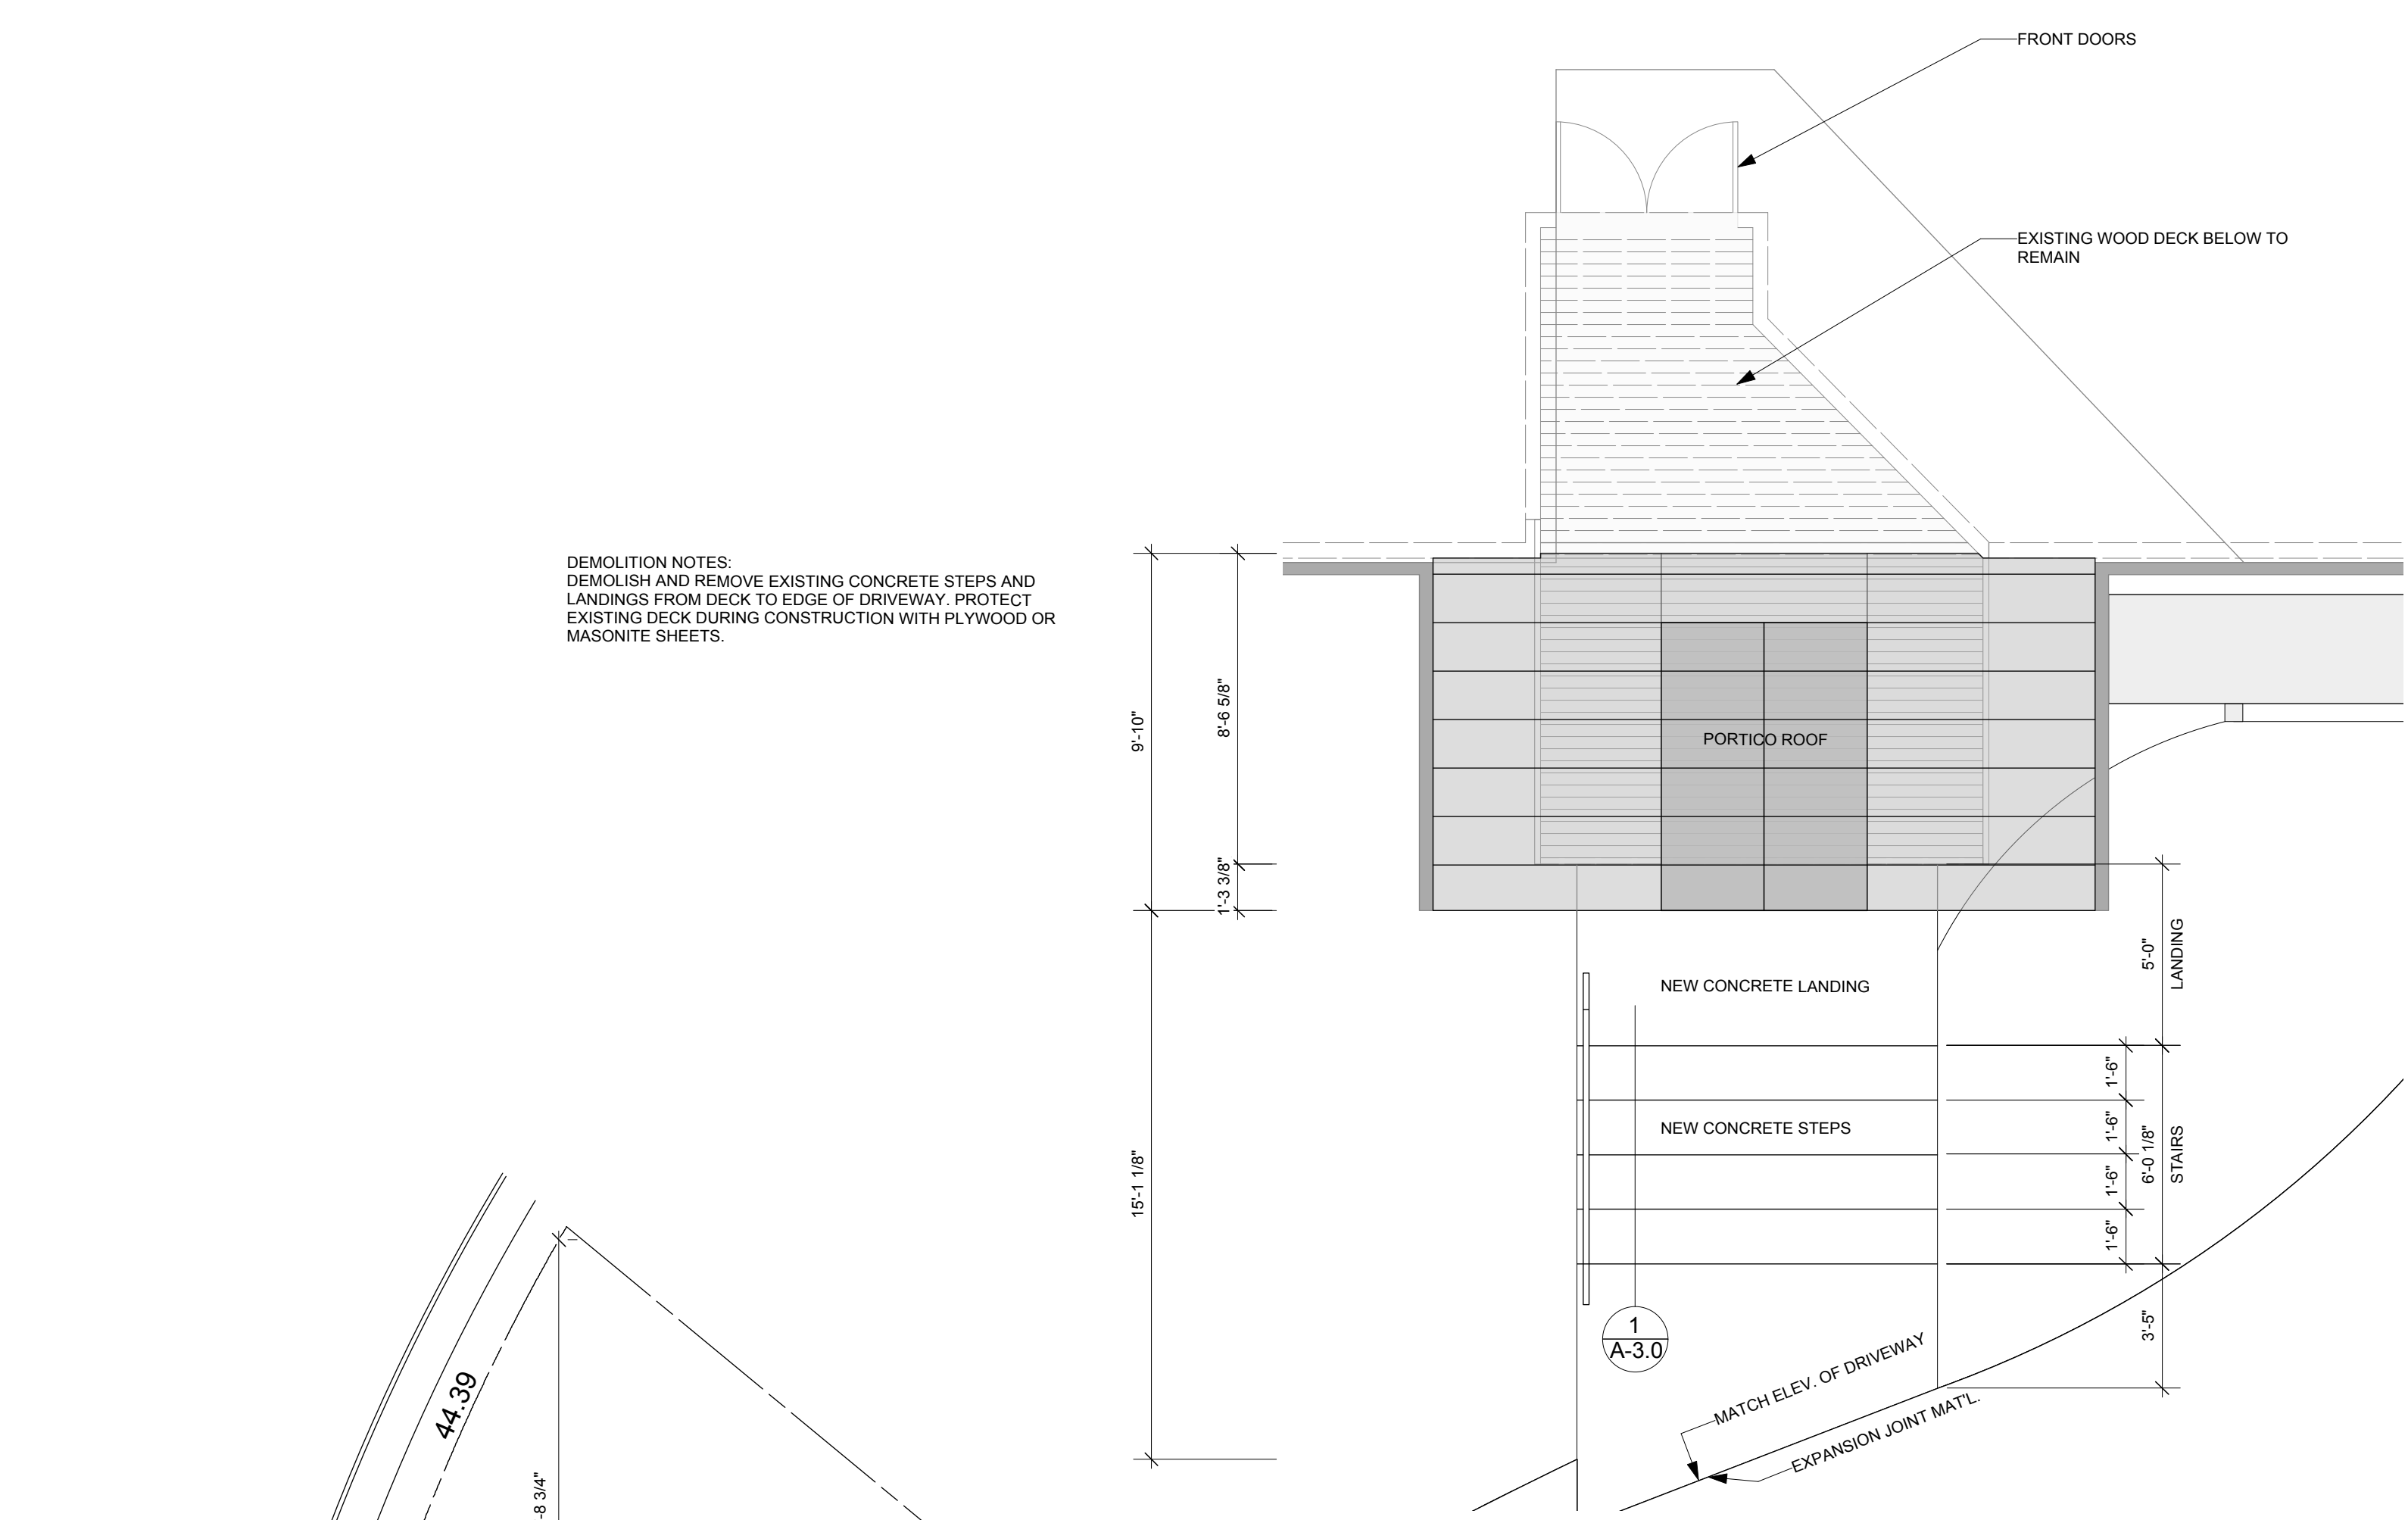 FRONT DOORS
EXISTING WOOD DECK BELOW TO
REMAIN
DEMOLITION NOTES:
DEMOLISH AND REMOVE EXISTING CONCRETE STEPS AND
LANDINGS FROM DECK TO EDGE OF DRIVEWAY. PROTECT
EXISTING DECK DURING CONSTRUCTION WITH PLYWOOD OR
MASONITE SHEETS.
9'-10"
8'-6 5/8"
1'-3 3/8"
PORTICO ROOF
5'-0"
LANDING
NEW CONCRETE LANDING
1'-6"
1'-6"
1'-6"
1'-6"
6'-0 1/8"
STAIRS
NEW CONCRETE STEPS
15'-1 1/8"
3'-5"
1
A-3.0
MATCH ELEV. OF DRIVEWAY
EXPANSION JOINT MAT'L.
44.39
-8 3/4"